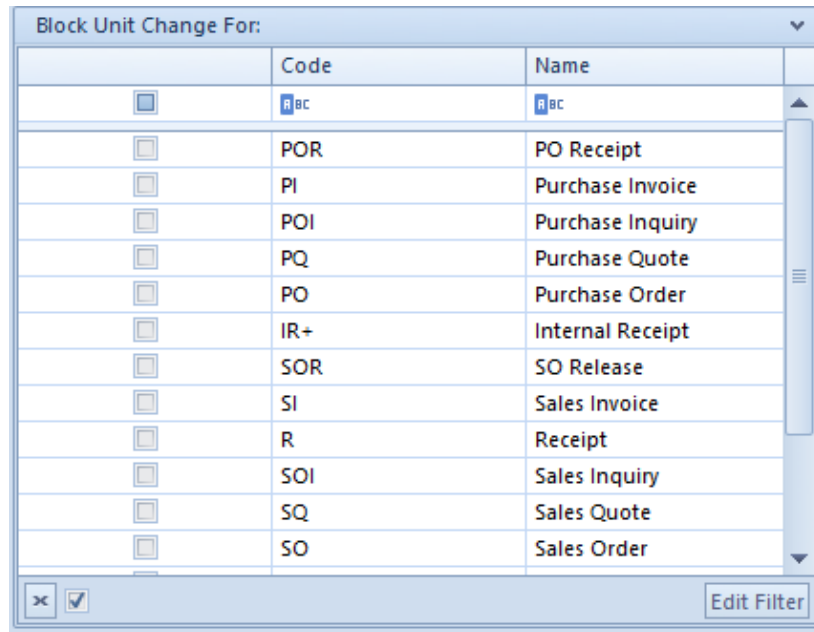 Block Unit Change For:
Code Name
ABC ABC
POR PO Receipt
PI Purchase Invoice
POI Purchase Inquiry
PQ Purchase Quote
PO Purchase Order
IR+ Internal Receipt
SOR SO Release
SI Sales Invoice
R Receipt
SOI Sales Inquiry
SQ Sales Quote
SO Sales Order
Edit Filter